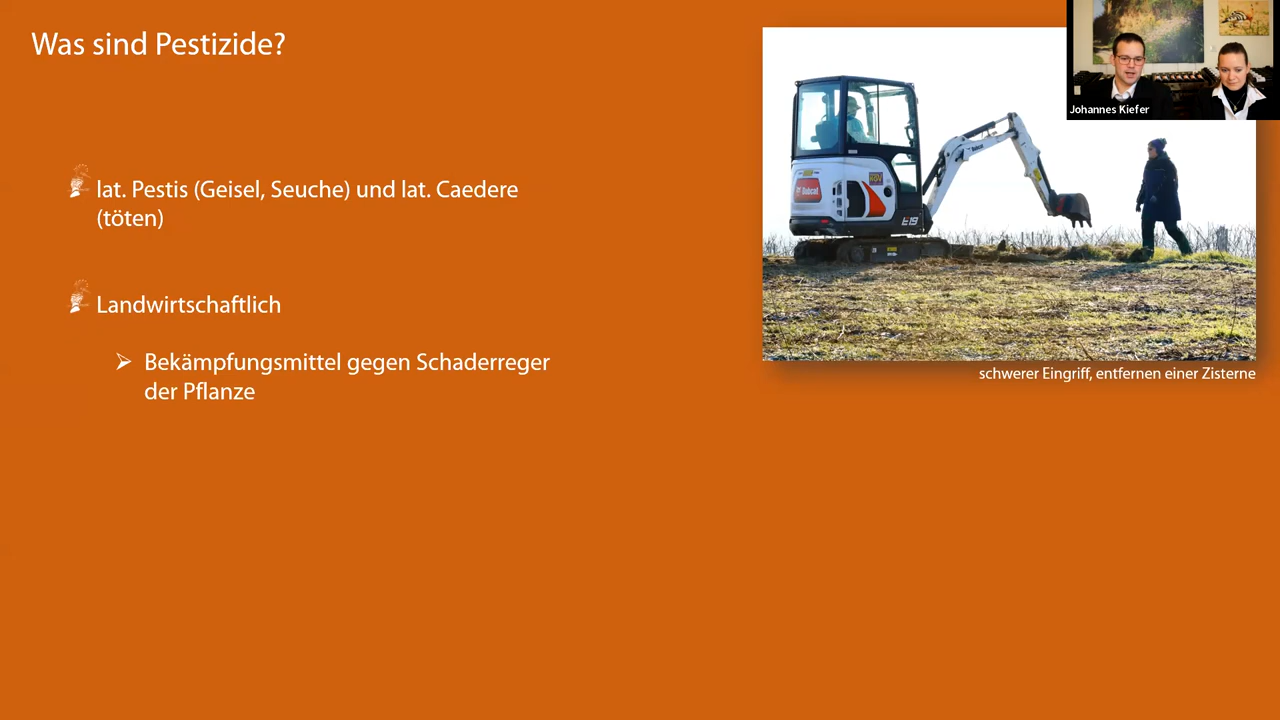 Was sind Pestizide?
Johannes Kiefer
lat. Pestis (Geisel, Seuche) und lat. Caedere
(töten)
Landwirtschaftlich
Bekämpfungsmittel gegen Schaderreger
der Pflanze
Bobcat
Bobcat
E19
schwerer Eingriff, entfernen einer Zisterne